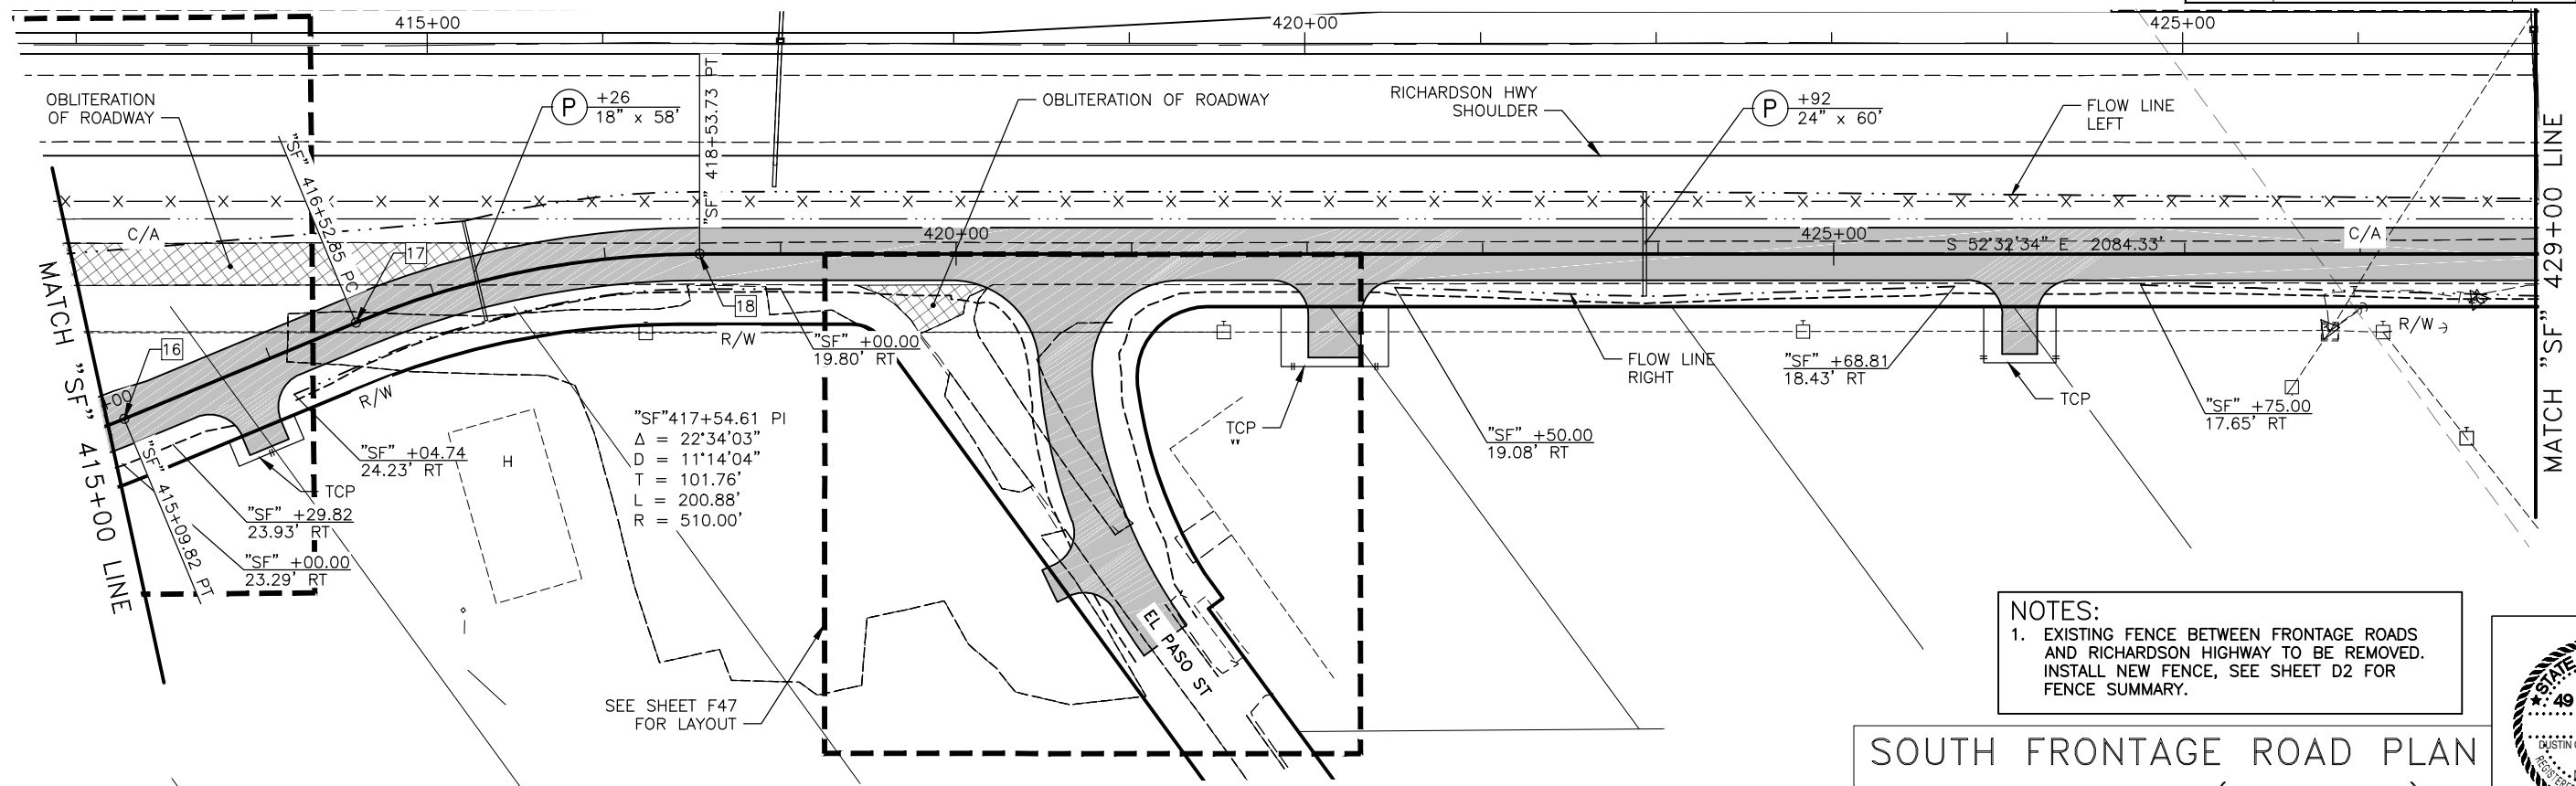 415+00
420+00
425+00
OBLITERATION
OF ROADWAY
P
+26
18" x 58'
"SF" 418+53.73 PT
OBLITERATION OF ROADWAY
RICHARDSON HWY
SHOULDER
P
+92
24" x 60'
FLOW LINE
LEFT
MATCH "SF" 429+00 LINE
"SF" 416+52.85 PC
C/A
17
420+00
425+00
S 52°32'34" E 2084.33'
C/A
MATCH "SF" 415+00 LINE
18
16
R/W
R/W
+00
R/W
"SF" +00.00
19.80' RT
FLOW LINE
RIGHT
"SF" +68.81
18.43' RT
TCP
"SF" +75.00
17.65' RT
"SF"417+54.61 PI
Δ = 22°34'03"
D = 11°14'04"
T = 101.76'
L = 200.88'
R = 510.00'
H
TCP
"SF" +50.00
19.08' RT
"SF" +04.74
24.23' RT
TCP
"SF" +29.82
23.93' RT
"SF" +00.00
23.29' RT
"SF" 415+09.82 PT
EL PASO ST
SEE SHEET F47
FOR LAYOUT
NOTES:
1. EXISTING FENCE BETWEEN FRONTAGE ROADS
AND RICHARDSON HIGHWAY TO BE REMOVED.
INSTALL NEW FENCE, SEE SHEET D2 FOR
FENCE SUMMARY.
SOUTH FRONTAGE ROAD PLAN
STATE
49
DUSTIN